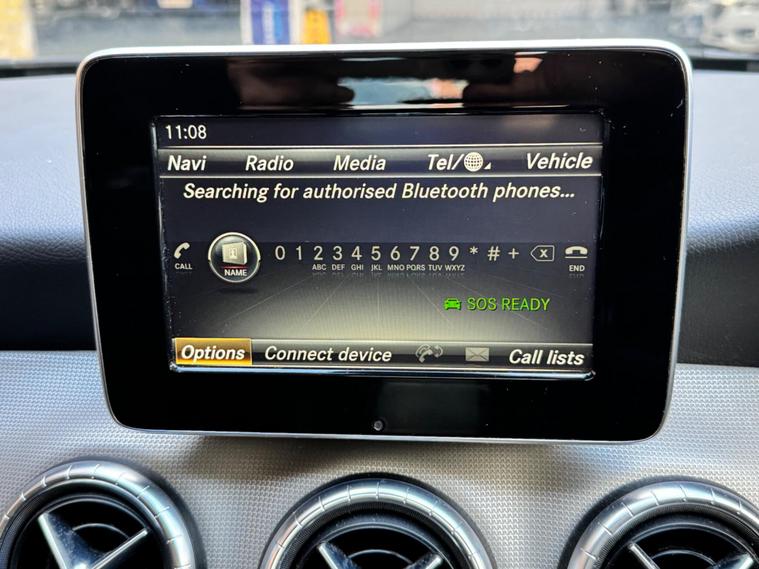 11:08
Navi Radio Media Tel/ Vehicle
Searching for authorised Bluetooth phones...
CALL NAME 0 1 2 3 4 5 6 7 8 9 * # + X END
ABC DEF GHI JKL MNO PQRS TUV WXYZ
SOS READY
Options Connect device Call lists